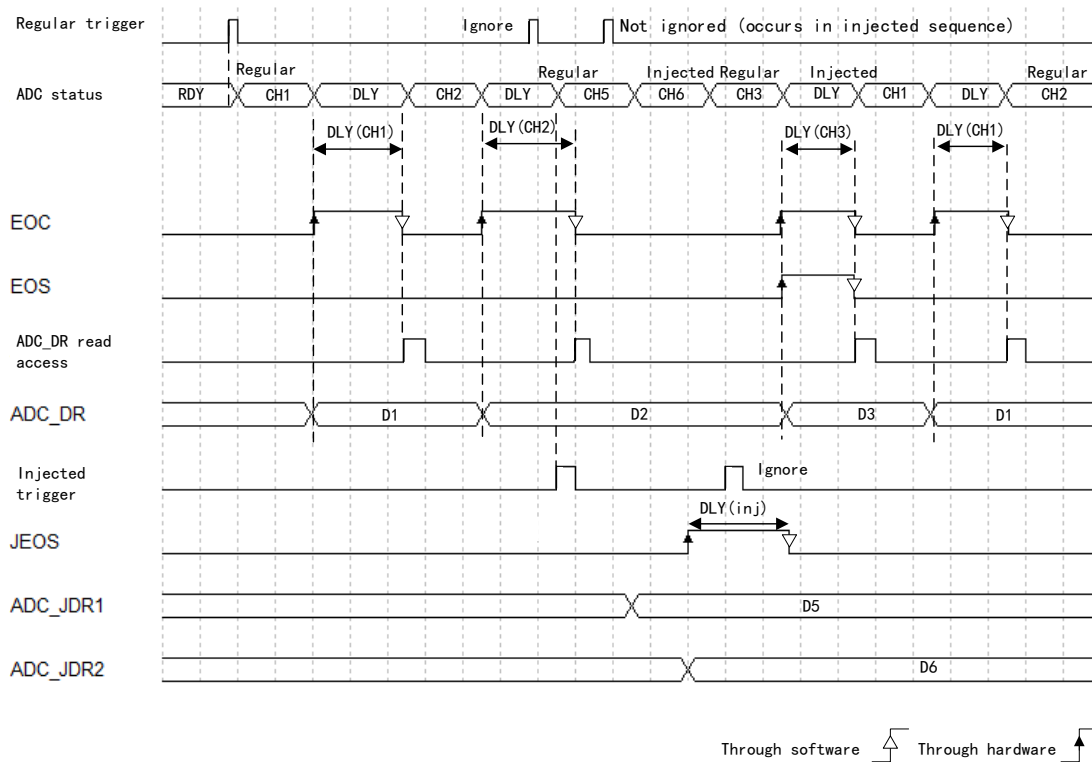 Regular trigger
Ignore
Not ignored (occurs in injected sequence)
Regular
Regular
Injected
Regular
Injected
Regular
ADC status
RDY
CH1
DLY
CH2
DLY
CH5
CH6
CH3
DLY
CH1
DLY
CH2
DLY(CH1)
DLY(CH2)
DLY(CH3)
DLY(CH1)
EOC
EOS
ADC_DR read
access
ADC_DR
D1
D2
D3
D1
Injected
trigger
Ignore
DLY(inj)
JEOS
ADC_JDR1
D5
ADC_JDR2
D6
Through software
Through hardware